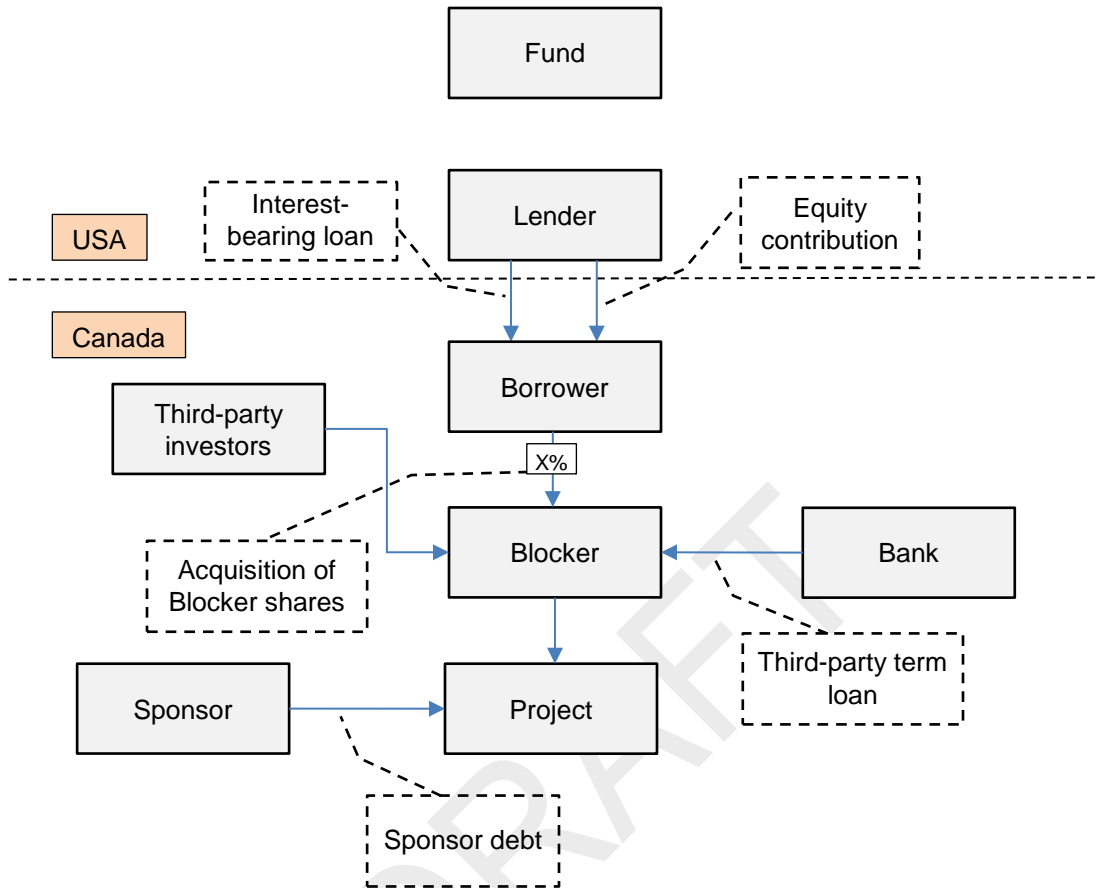 Fund
Interest-
bearing loan
Lender
Equity
contribution
USA
Canada
Borrower
Third-party
investors
X%
Blocker
Bank
Acquisition of
Blocker shares
Third-party term
loan
Sponsor
Project
Sponsor debt
DRAFT